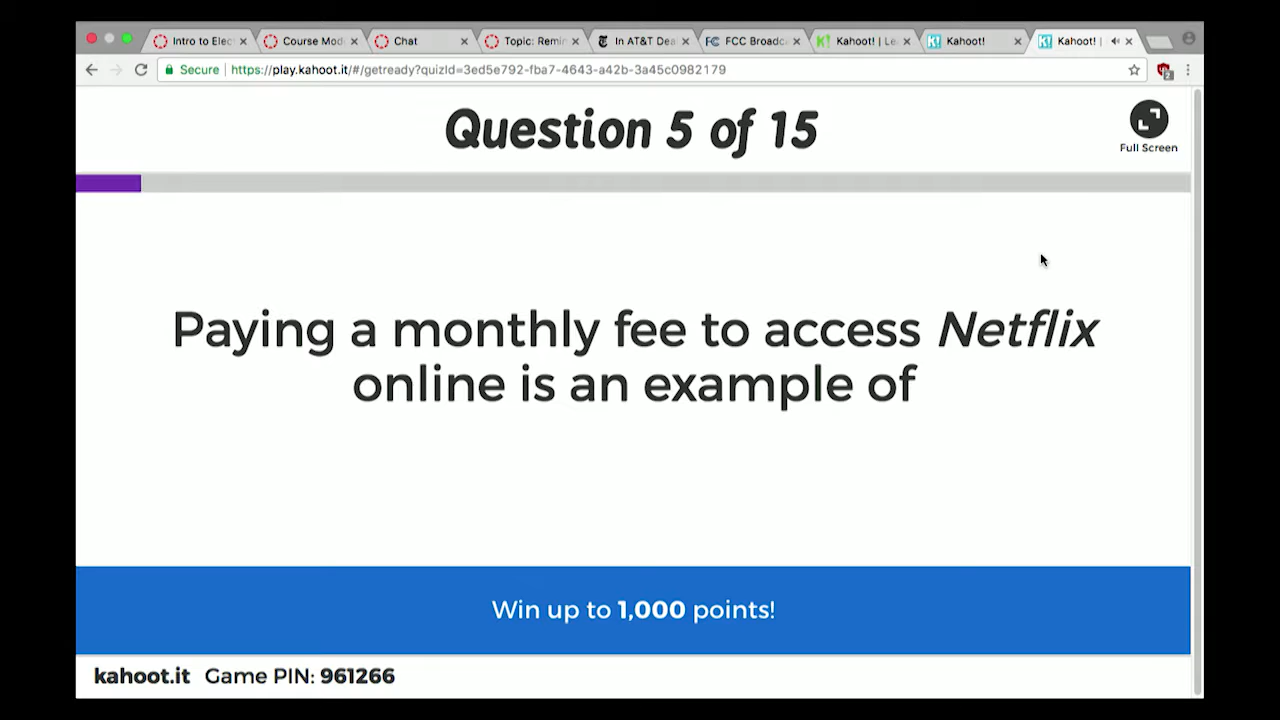 Intro to Elec
Course Mod
Chat
Topic: Remin
In AT&T Dea
FCC Broadc
Kahoot! | Le
Kahoot!
Kahoot! |
Secure | https://play.kahoot.it/#/getready?quizId=3ed5e792-fba7-4643-a42b-3a45c0982179
2
Question 5 of 15
Full Screen
Paying a monthly fee to access Netflix
online is an example of
Win up to 1,000 points!
kahoot.it Game PIN: 961266